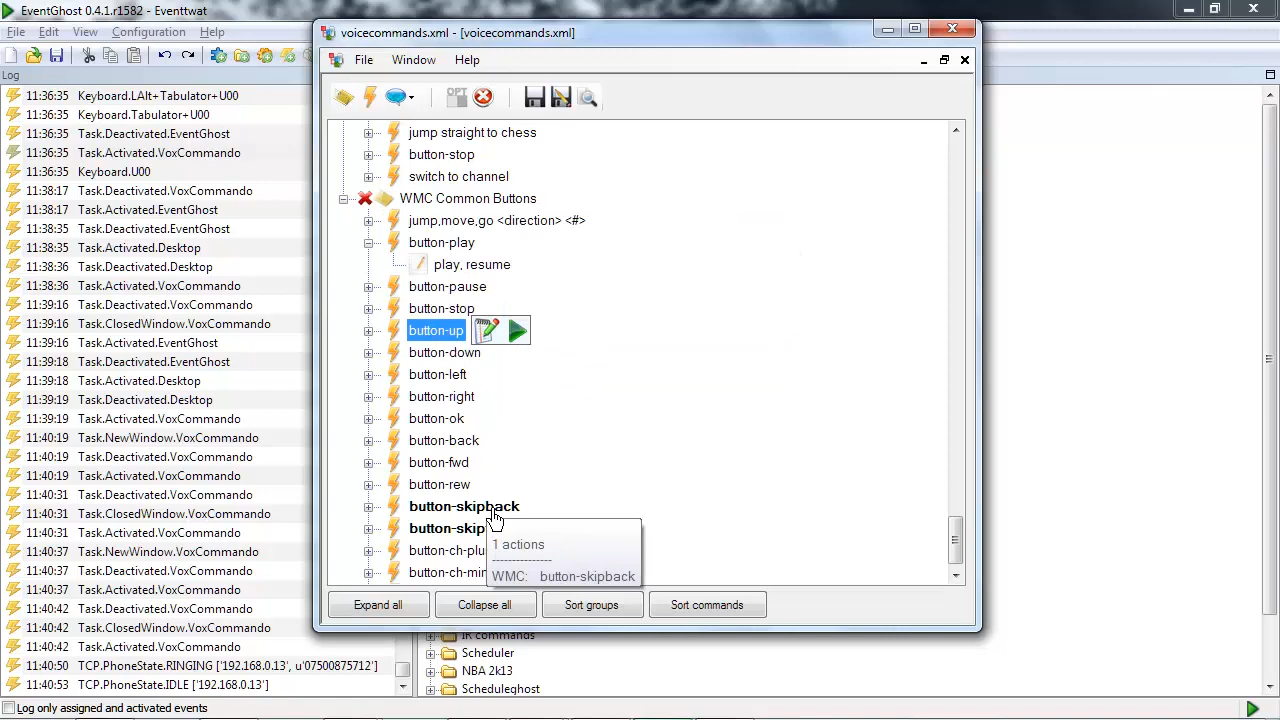 EventGhost 0.4.1.r1582 - Eventtwat
File Edit View Configuration Help
Log
11:36:35 Keyboard.LAlt+Tabulator+U00
11:36:35 Keyboard.Tabulator+U00
11:36:35 Task.Deactivated.EventGhost
11:36:35 Task.Activated.VoxCommando
11:36:35 Keyboard.U00
11:38:17 Task.Deactivated.VoxCommando
11:38:17 Task.Activated.EventGhost
11:38:35 Task.Deactivated.EventGhost
11:38:35 Task.Activated.Desktop
11:38:36 Task.Deactivated.Desktop
11:38:36 Task.Activated.VoxCommando
11:39:16 Task.Deactivated.VoxCommando
11:39:16 Task.ClosedWindow.VoxCommando
11:39:16 Task.Activated.EventGhost
11:39:18 Task.Deactivated.EventGhost
11:39:18 Task.Activated.Desktop
11:39:19 Task.Deactivated.Desktop
11:39:19 Task.Activated.VoxCommando
11:40:19 Task.NewWindow.VoxCommando
11:40:19 Task.Deactivated.VoxCommando
11:40:19 Task.Activated.VoxCommando
11:40:31 Task.Deactivated.VoxCommando
11:40:31 Task.ClosedWindow.VoxCommando
11:40:31 Task.Activated.VoxCommando
11:40:37 Task.NewWindow.VoxCommando
11:40:37 Task.Deactivated.VoxCommando
11:40:37 Task.Activated.VoxCommando
11:40:42 Task.Deactivated.VoxCommando
11:40:42 Task.ClosedWindow.VoxCommando
11:40:42 Task.Activated.VoxCommando
11:40:50 TCP.PhoneState.RINGING ['192.168.0.13', u'07500875712']
11:40:53 TCP.PhoneState.IDLE ['192.168.0.13']
Log only assigned and activated events
voicecommands.xml - [voicecommands.xml]
File Window Help
OPT
jump straight to chess
button-stop
switch to channel
WMC Common Buttons
jump,move,go <direction> <#>
button-play
play, resume
button-pause
button-stop
button-up
button-down
button-left
button-right
button-ok
button-back
button-fwd
button-rew
button-skipback
button-skip
button-ch-plu
button-ch-min
1 actions
---------------
WMC: button-skipback
Expand all Collapse all Sort groups Sort commands
IR commands
Scheduler
NBA 2k13
Scheduleghost